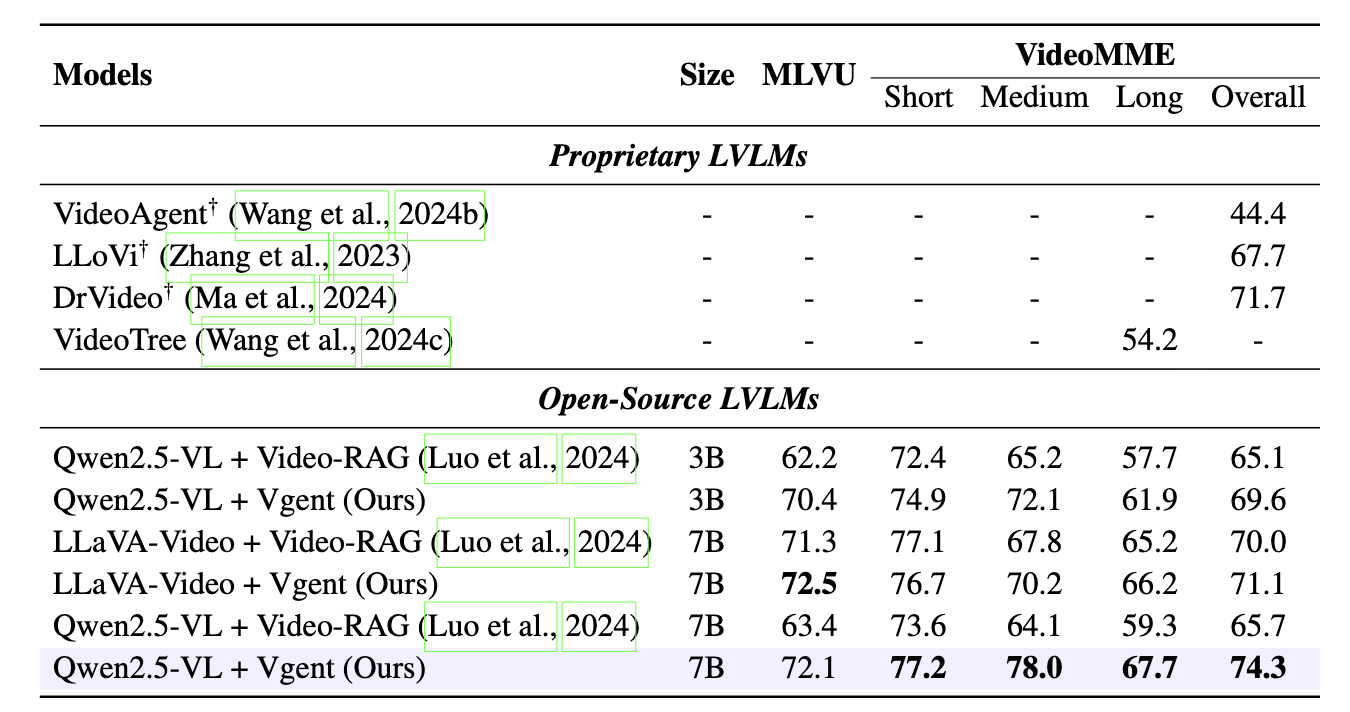 Models Size MLVU VideoMME
Short Medium Long Overall
Proprietary LVLMs
VideoAgent† (Wang et al., 2024b) - - - - - 44.4
LLoVi† (Zhang et al., 2023) - - - - - 67.7
DrVideo† (Ma et al., 2024) - - - - - 71.7
VideoTree (Wang et al., 2024c) - - - - 54.2 -
Open-Source LVLMs
Qwen2.5-VL + Video-RAG (Luo et al., 2024) 3B 62.2 72.4 65.2 57.7 65.1
Qwen2.5-VL + Vgent (Ours) 3B 70.4 74.9 72.1 61.9 69.6
LLaVA-Video + Video-RAG (Luo et al., 2024) 7B 71.3 77.1 67.8 65.2 70.0
LLaVA-Video + Vgent (Ours) 7B 72.5 76.7 70.2 66.2 71.1
Qwen2.5-VL + Video-RAG (Luo et al., 2024) 7B 63.4 73.6 64.1 59.3 65.7
Qwen2.5-VL + Vgent (Ours) 7B 72.1 77.2 78.0 67.7 74.3